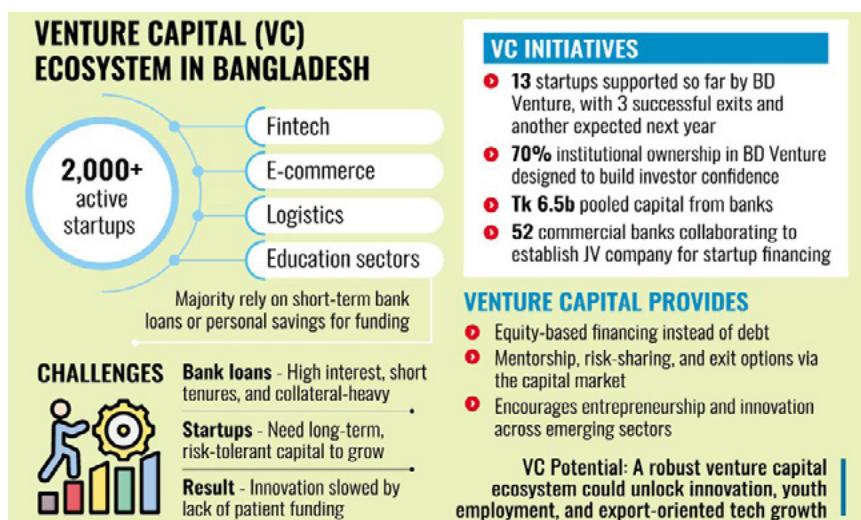 VENTURE CAPITAL (VC)
ECOSYSTEM IN BANGLADESH
2,000+
active
startups
Fintech
E-commerce
Logistics
Education sectors
Majority rely on short-term bank
loans or personal savings for funding
CHALLENGES
Bank loans - High interest, short
tenures, and collateral-heavy
Startups - Need long-term,
risk-tolerant capital to grow
Result - Innovation slowed by
lack of patient funding
VC INITIATIVES
13 startups supported so far by BD
Venture, with 3 successful exits and
another expected next year
70% institutional ownership in BD Venture
designed to build investor confidence
Tk 6.5b pooled capital from banks
52 commercial banks collaborating to
establish JV company for startup financing
VENTURE CAPITAL PROVIDES
Equity-based financing instead of debt
Mentorship, risk-sharing, and exit options via
the capital market
Encourages entrepreneurship and innovation
across emerging sectors
VC Potential: A robust venture capital
ecosystem could unlock innovation, youth
employment, and export-oriented tech growth